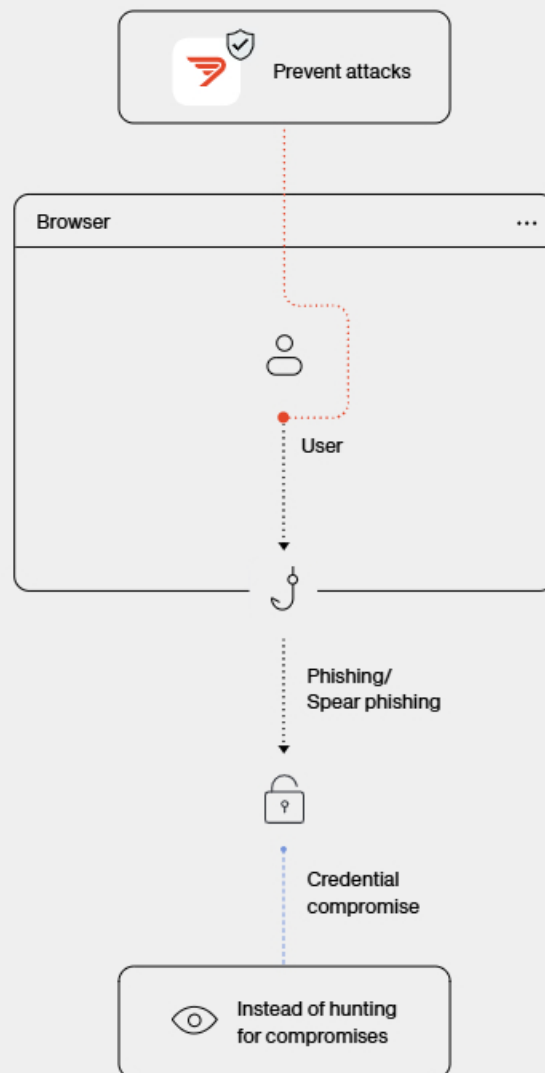 Prevent attacks
Browser
User
Phishing/
Spear phishing
Credential
compromise
Instead of hunting
for compromises